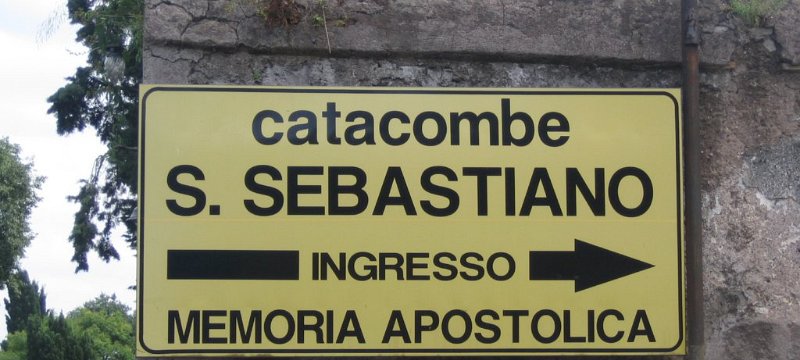 catacombe
S. SEBASTIANO
INGRESSO
MEMORIA APOSTOLICA